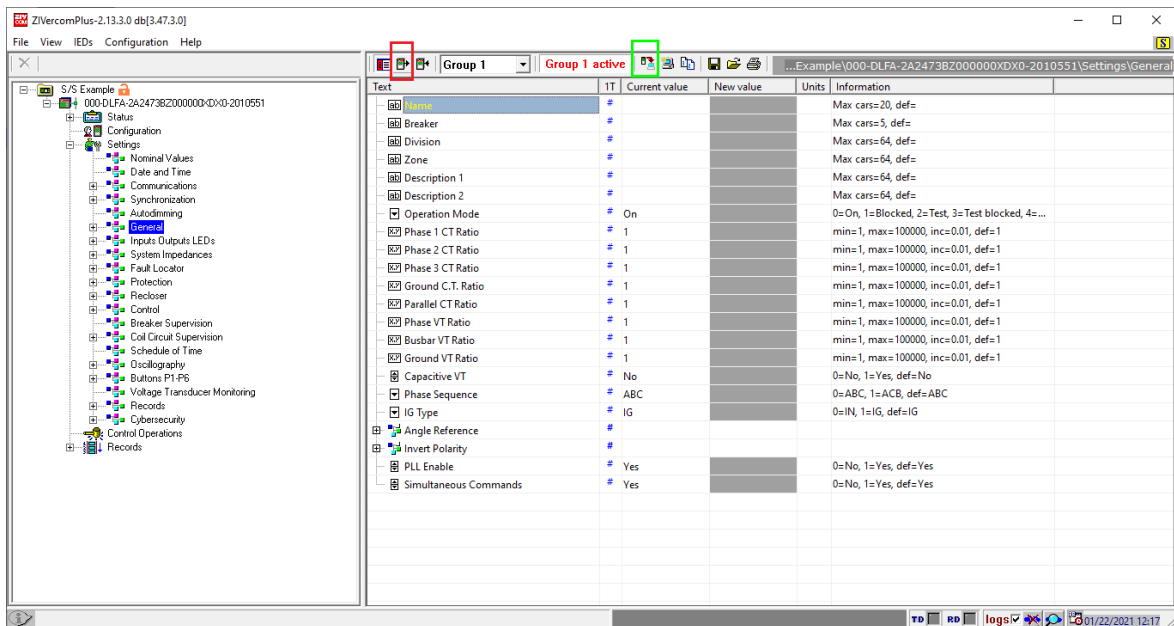 ZIVercomPlus-2.13.3.0 db[3.47.3.0]
File View IEDs Configuration Help
S
Group 1 Group 1 active ...Example\000-DLFA-2A2473BZ000000XDX0-2010551\Settings\General
S/S Example
000-DLFA-2A2473BZ000000XDX0-2010551
Status
Configuration
Settings
Nominal Values
Date and Time
Communications
Synchronization
Autodimming
General
Inputs Outputs LEDs
System Impedances
Fault Locator
Protection
Recloser
Control
Breaker Supervision
Coil Circuit Supervision
Schedule of Time
Oscillography
Buttons P1-P6
Voltage Transducer Monitoring
Records
Cybersecurity
Control Operations
Records
Text 1T Current value New value Units Information
ab Name # Max cars=20, def=
ab Breaker # Max cars=5, def=
ab Division # Max cars=64, def=
ab Zone # Max cars=64, def=
ab Description 1 # Max cars=64, def=
ab Description 2 # Max cars=64, def=
Operation Mode # On 0=On, 1=Blocked, 2=Test, 3=Test blocked, 4=...
X.Y Phase 1 CT Ratio # 1 min=1, max=100000, inc=0.01, def=1
X.Y Phase 2 CT Ratio # 1 min=1, max=100000, inc=0.01, def=1
X.Y Phase 3 CT Ratio # 1 min=1, max=100000, inc=0.01, def=1
X.Y Ground C.T. Ratio # 1 min=1, max=100000, inc=0.01, def=1
X.Y Parallel CT Ratio # 1 min=1, max=100000, inc=0.01, def=1
X.Y Phase VT Ratio # 1 min=1, max=100000, inc=0.01, def=1
X.Y Busbar VT Ratio # 1 min=1, max=100000, inc=0.01, def=1
X.Y Ground VT Ratio # 1 min=1, max=100000, inc=0.01, def=1
Capacitive VT # No 0=No, 1=Yes, def=No
Phase Sequence # ABC 0=ABC, 1=ACB, def=ABC
IG Type # IG 0=IN, 1=IG, def=IG
Angle Reference #
Invert Polarity #
PLL Enable # Yes 0=No, 1=Yes, def=Yes
Simultaneous Commands # Yes 0=No, 1=Yes, def=Yes
TD RD logs 01/22/2021 12:17